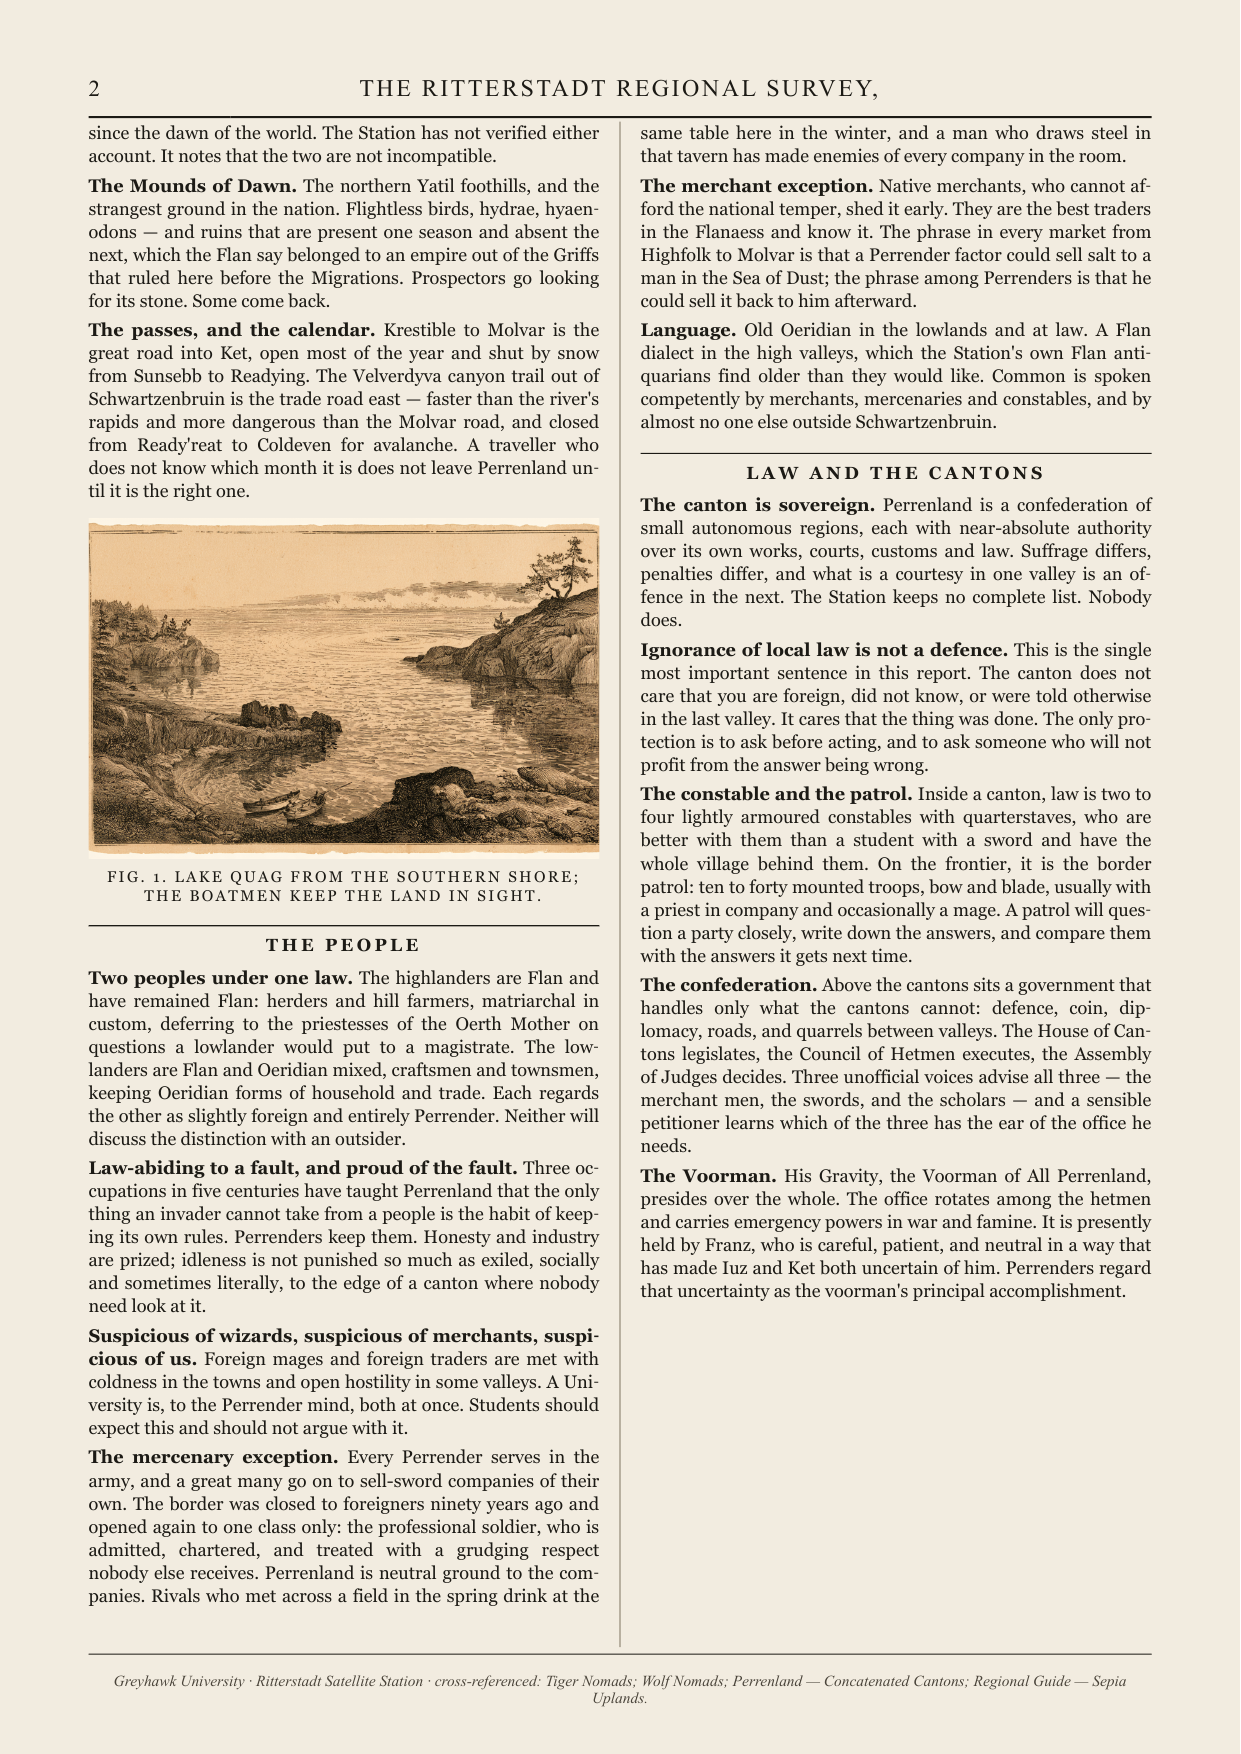 2
THE RITTERSTADT REGIONAL SURVEY,
since the dawn of the world. The Station has not verified either
account. It notes that the two are not incompatible.
The Mounds of Dawn. The northern Yatil foothills, and the
strangest ground in the nation. Flightless birds, hydrae, hyaen-
odons — and ruins that are present one season and absent the
next, which the Flan say belonged to an empire out of the Griffs
that ruled here before the Migrations. Prospectors go looking
for its stone. Some come back.
The passes, and the calendar. Krestible to Molvar is the
great road into Ket, open most of the year and shut by snow
from Sunsebb to Readying. The Velverdyva canyon trail out of
Schwartzenbruin is the trade road east — faster than the river's
rapids and more dangerous than the Molvar road, and closed
from Ready'reat to Coldeven for avalanche. A traveller who
does not know which month it is does not leave Perrenland un-
til it is the right one.
FIG. 1. LAKE QUAG FROM THE SOUTHERN SHORE;
THE BOATMEN KEEP THE LAND IN SIGHT.
THE PEOPLE
Two peoples under one law. The highlanders are Flan and
have remained Flan: herders and hill farmers, matriarchal in
custom, deferring to the priestesses of the Oerth Mother on
questions a lowlander would put to a magistrate. The low-
landers are Flan and Oeridian mixed, craftsmen and townsmen,
keeping Oeridian forms of household and trade. Each regards
the other as slightly foreign and entirely Perrender. Neither will
discuss the distinction with an outsider.
Law-abiding to a fault, and proud of the fault. Three oc-
cupations in five centuries have taught Perrenland that the only
thing an invader cannot take from a people is the habit of keep-
ing its own rules. Perrenders keep them. Honesty and industry
are prized; idleness is not punished so much as exiled, socially
and sometimes literally, to the edge of a canton where nobody
need look at it.
Suspicious of wizards, suspicious of merchants, suspi-
cious of us. Foreign mages and foreign traders are met with
coldness in the towns and open hostility in some valleys. A Uni-
versity is, to the Perrender mind, both at once. Students should
expect this and should not argue with it.
The mercenary exception. Every Perrender serves in the
army, and a great many go on to sell-sword companies of their
own. The border was closed to foreigners ninety years ago and
opened again to one class only: the professional soldier, who is
admitted, chartered, and treated with a grudging respect
nobody else receives. Perrenland is neutral ground to the com-
panies. Rivals who met across a field in the spring drink at the
same table here in the winter, and a man who draws steel in
that tavern has made enemies of every company in the room.
The merchant exception. Native merchants, who cannot af-
ford the national temper, shed it early. They are the best traders
in the Flanaess and know it. The phrase in every market from
Highfolk to Molvar is that a Perrender factor could sell salt to a
man in the Sea of Dust; the phrase among Perrenders is that he
could sell it back to him afterward.
Language. Old Oeridian in the lowlands and at law. A Flan
dialect in the high valleys, which the Station's own Flan anti-
quarians find older than they would like. Common is spoken
competently by merchants, mercenaries and constables, and by
almost no one else outside Schwartzenbruin.
LAW AND THE CANTONS
The canton is sovereign. Perrenland is a confederation of
small autonomous regions, each with near-absolute authority
over its own works, courts, customs and law. Suffrage differs,
penalties differ, and what is a courtesy in one valley is an of-
fence in the next. The Station keeps no complete list. Nobody
does.
Ignorance of local law is not a defence. This is the single
most important sentence in this report. The canton does not
care that you are foreign, did not know, or were told otherwise
in the last valley. It cares that the thing was done. The only pro-
tection is to ask before acting, and to ask someone who will not
profit from the answer being wrong.
The constable and the patrol. Inside a canton, law is two to
four lightly armoured constables with quarterstaves, who are
better with them than a student with a sword and have the
whole village behind them. On the frontier, it is the border
patrol: ten to forty mounted troops, bow and blade, usually with
a priest in company and occasionally a mage. A patrol will ques-
tion a party closely, write down the answers, and compare them
with the answers it gets next time.
The confederation. Above the cantons sits a government that
handles only what the cantons cannot: defence, coin, dip-
lomacy, roads, and quarrels between valleys. The House of Can-
tons legislates, the Council of Hetmen executes, the Assembly
of Judges decides. Three unofficial voices advise all three — the
merchant men, the swords, and the scholars — and a sensible
petitioner learns which of the three has the ear of the office he
needs.
The Voorman. His Gravity, the Voorman of All Perrenland,
presides over the whole. The office rotates among the hetmen
and carries emergency powers in war and famine. It is presently
held by Franz, who is careful, patient, and neutral in a way that
has made Iuz and Ket both uncertain of him. Perrenders regard
that uncertainty as the voorman's principal accomplishment.
Greyhawk University · Ritterstadt Satellite Station · cross-referenced: Tiger Nomads; Wolf Nomads; Perrenland — Concatenated Cantons; Regional Guide — Sepia
Uplands.